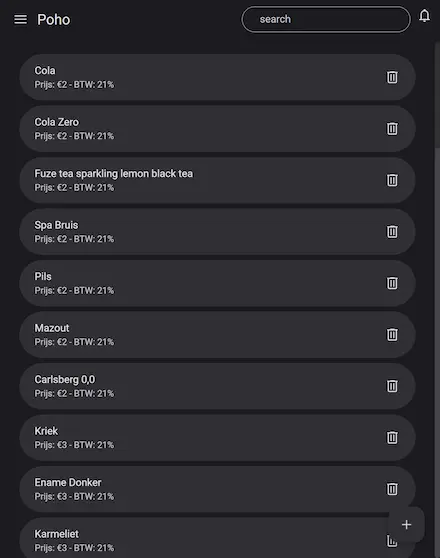 Poho
search
Cola
Prijs: €2 - BTW: 21%
Cola Zero
Prijs: €2 - BTW: 21%
Fuze tea sparkling lemon black tea
Prijs: €2 - BTW: 21%
Spa Bruis
Prijs: €2 - BTW: 21%
Pils
Prijs: €2 - BTW: 21%
Mazout
Prijs: €2 - BTW: 21%
Carlsberg 0,0
Prijs: €2 - BTW: 21%
Kriek
Prijs: €3 - BTW: 21%
Ename Donker
Prijs: €3 - BTW: 21%
Karmeliet
Prijs: €3 - BTW: 21%